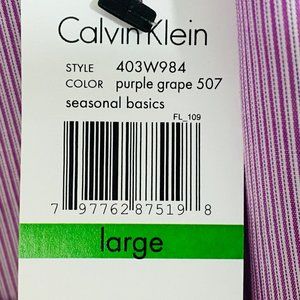 Calvin Klein
STYLE 403W984
COLOR purple grape 507
seasonal basics
FL_109
7 97762 87519 8
large